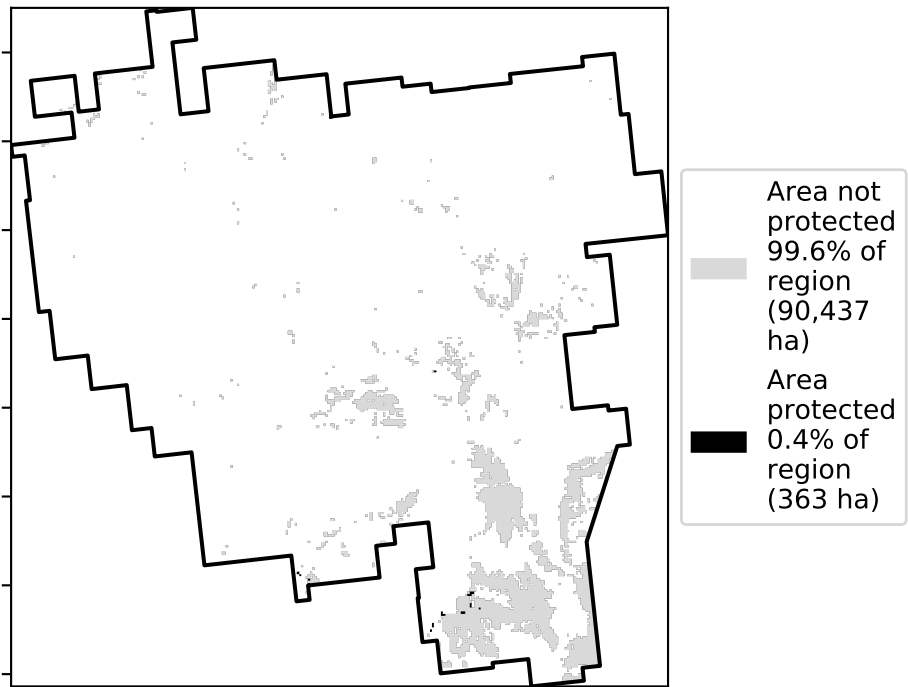 Area not
protected
99.6% of
region
(90,437
ha)
Area
protected
0.4% of
region
(363 ha)